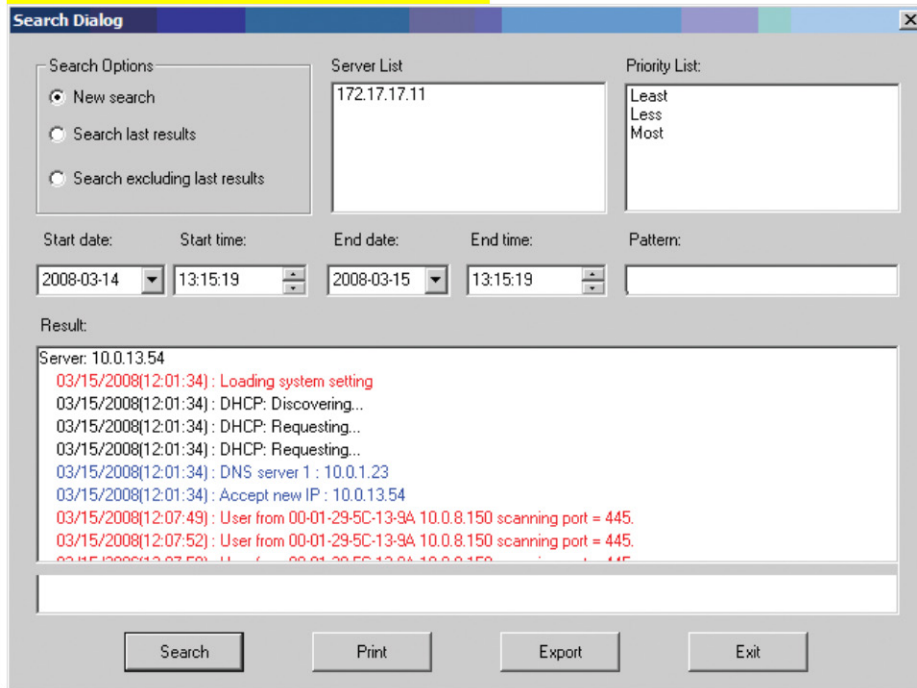 Search Dialog
Search Options
New search
Search last results
Search excluding last results
Server List
172.17.17.11
Priority List:
Least
Less
Most
Start date:
Start time:
End date:
End time:
Pattern:
2008-03-14
13:15:19
2008-03-15
13:15:19
Result:
Server: 10.0.13.54
03/15/2008(12:01:34) : Loading system setting
03/15/2008(12:01:34) : DHCP: Discovering...
03/15/2008(12:01:34) : DHCP: Requesting...
03/15/2008(12:01:34) : DHCP: Requesting...
03/15/2008(12:01:34) : DNS server 1 : 10.0.1.23
03/15/2008(12:01:34) : Accept new IP : 10.0.13.54
03/15/2008(12:07:49) : User from 00-01-29-5C-13-9A 10.0.8.150 scanning port = 445.
03/15/2008(12:07:52) : User from 00-01-29-5C-13-9A 10.0.8.150 scanning port = 445.
Search
Print
Export
Exit